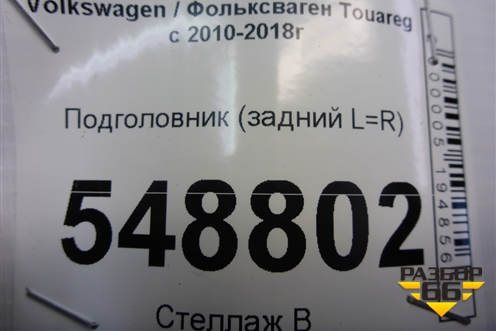 Volkswagen / Фольксваген Touareg
с 2010-2018г
Подголовник (задний L=R)
548802
Стеллаж В
РАЗБОР
66